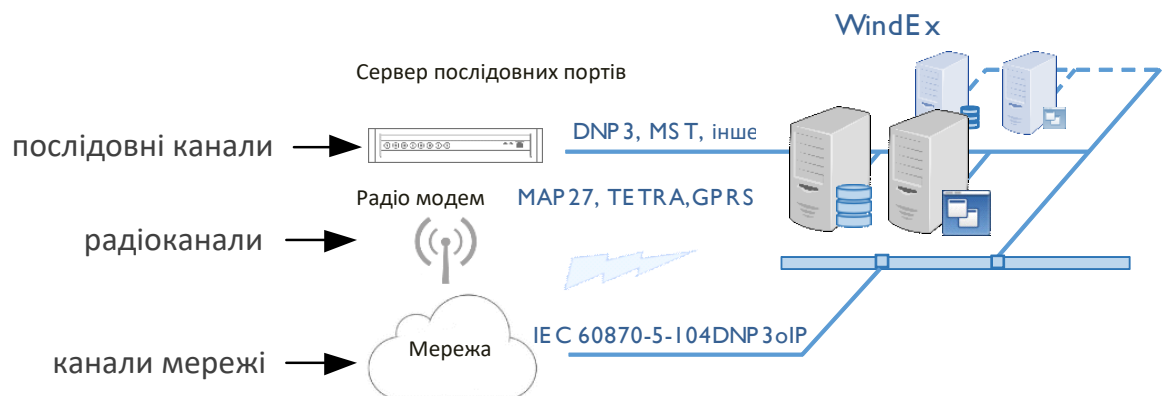 WindEx
Сервер послідовних портів
послідовні канали
DNP3, MST, інше
Радіо модем
MAP27, TETRA,GPRS
радіоканали
IEC 60870-5-104DNP3oIP
Мережа
канали мережі